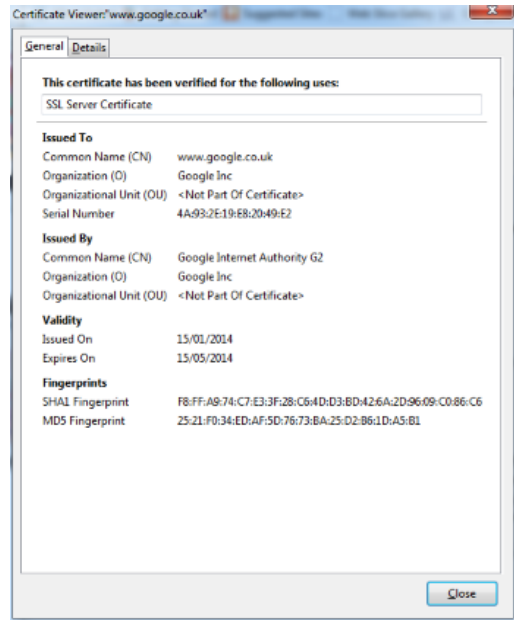 Certificate Viewer:"www.google.co.uk"
General Details
This certificate has been verified for the following uses:
SSL Server Certificate
Issued To
Common Name (CN) www.google.co.uk
Organization (O) Google Inc
Organizational Unit (OU) <Not Part Of Certificate>
Serial Number 4A:93:2E:19:E8:20:49:E2
Issued By
Common Name (CN) Google Internet Authority G2
Organization (O) Google Inc
Organizational Unit (OU) <Not Part Of Certificate>
Validity
Issued On 15/01/2014
Expires On 15/05/2014
Fingerprints
SHA1 Fingerprint F8:FF:A9:74:C7:E3:3F:28:C6:4D:D3:BD:42:6A:2D:96:09:C0:86:C6
MD5 Fingerprint 25:21:F0:34:ED:AF:5D:76:73:BA:25:D2:B6:1D:A5:B1
Close